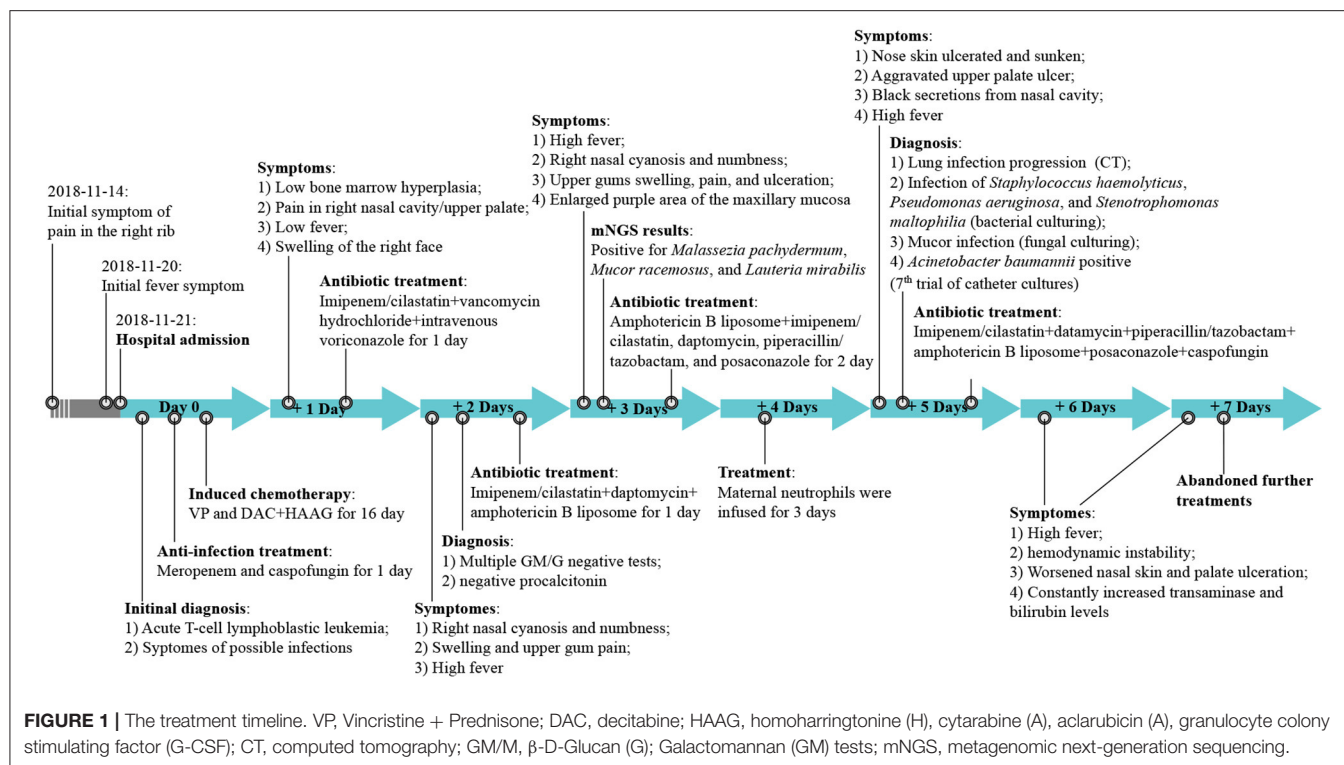 2018-11-14:
Initial symptom of
pain in the right rib
2018-11-20:
Initial fever symptom
2018-11-21:
Hospital admission
Symptoms:
1) Low bone marrow hyperplasia;
2) Pain in right nasal cavity/upper palate;
3) Low fever;
4) Swelling of the right face
Antibiotic treatment:
Imipenem/cilastatin+vancomycin
hydrochloride+intravenous
voriconazole for 1 day
Symptoms:
1) High fever;
2) Right nasal cyanosis and numbness;
3) Upper gums swelling, pain, and ulceration;
4) Enlarged purple area of the maxillary mucosa
mNGS results:
Positive for Malassezia pachydermum,
Mucor racemosus, and Lauteria mirabilis
Antibiotic treatment:
Amphotericin B liposome+imipenem/
cilastatin, daptomycin, piperacillin/
tazobactam, and posaconazole for 2 day
Symptoms:
1) Nose skin ulcerated and sunken;
2) Aggravated upper palate ulcer;
3) Black secretions from nasal cavity;
4) High fever
Diagnosis:
1) Lung infection progression (CT);
2) Infection of Staphylococcus haemolyticus,
Pseudomonas aeruginosa, and Stenotrophomonas
maltophilia (bacterial culturing);
3) Mucor infection (fungal culturing);
4) Acinetobacter baumannii positive
(7th trial of catheter cultures)
Antibiotic treatment:
Imipenem/cilastatin+datamycin+piperacillin/tazobactam+
amphotericin B liposome+posaconazole+caspofungin
Day 0
+ 1 Day
+ 2 Days
+ 3 Days
+ 4 Days
+ 5 Days
+ 6 Days
+ 7 Days
Induced chemotherapy:
VP and DAC+HAAG for 16 day
Anti-infection treatment:
Meropenem and caspofungin for 1 day
Initinal diagnosis:
1) Acute T-cell lymphoblastic leukemia;
2) Syptomes of possible infections
Antibiotic treatment:
Imipenem/cilastatin+daptomycin+
amphotericin B liposome for 1 day
Diagnosis:
1) Multiple GM/G negative tests;
2) negative procalcitonin
Symptomes:
1) Right nasal cyanosis and numbness;
2) Swelling and upper gum pain;
3) High fever
Treatment:
Maternal neutrophils were
infused for 3 days
Abandoned further
treatments
Symptomes:
1) High fever;
2) hemodynamic instability;
3) Worsened nasal skin and palate ulceration;
4) Constantly increased transaminase and
bilirubin levels
FIGURE 1 | The treatment timeline. VP, Vincristine + Prednisone; DAC, decitabine; HAAG, homoharringtonine (H), cytarabine (A), aclarubicin (A), granulocyte colony
stimulating factor (G-CSF); CT, computed tomography; GM/M, β-D-Glucan (G); Galactomannan (GM) tests; mNGS, metagenomic next-generation sequencing.